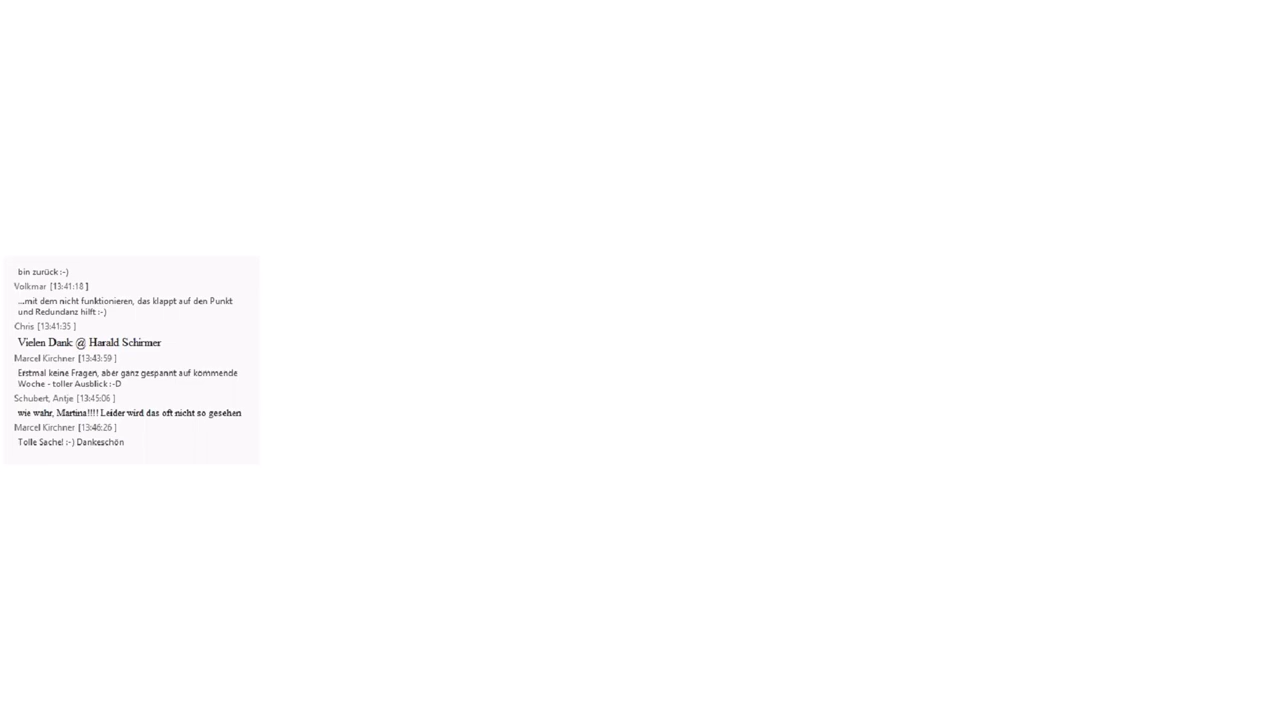 bin zurück :-)
Volkmar [13:41:18 ]
...mit dem nicht funktionieren, das klappt auf den Punkt
und Redundanz hilft :-)
Chris [13:41:35 ]
Vielen Dank @ Harald Schirmer
Marcel Kirchner [13:43:59 ]
Erstmal keine Fragen, aber ganz gespannt auf kommende
Woche - toller Ausblick :-D
Schubert, Antje [13:45:06 ]
wie wahr, Martina!!!! Leider wird das oft nicht so gesehen
Marcel Kirchner [13:46:26 ]
Tolle Sache! :-) Dankeschön